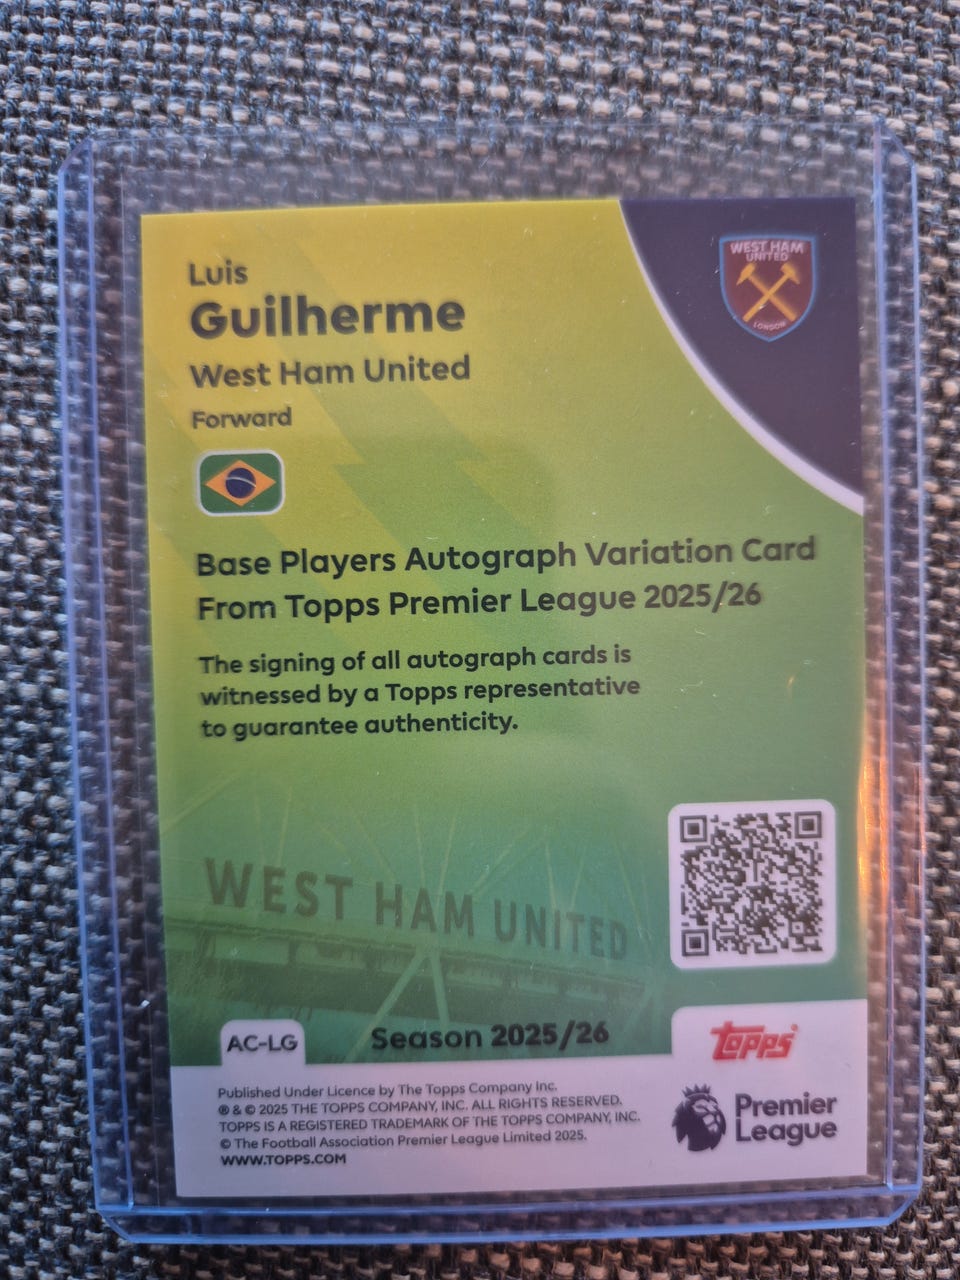 Luis
Guilherme
West Ham United
Forward
WEST HAM
UNITED
LONDON
Base Players Autograph Variation Card
From Topps Premier League 2025/26
The signing of all autograph cards is
witnessed by a Topps representative
to guarantee authenticity.
WEST HAM UNITED
AC-LG
Season 2025/26
Topps
Published Under Licence by The Topps Company Inc.
® & © 2025 THE TOPPS COMPANY, INC. ALL RIGHTS RESERVED.
TOPPS IS A REGISTERED TRADEMARK OF THE TOPPS COMPANY, INC.
© The Football Association Premier League Limited 2025.
WWW.TOPPS.COM
Premier
League